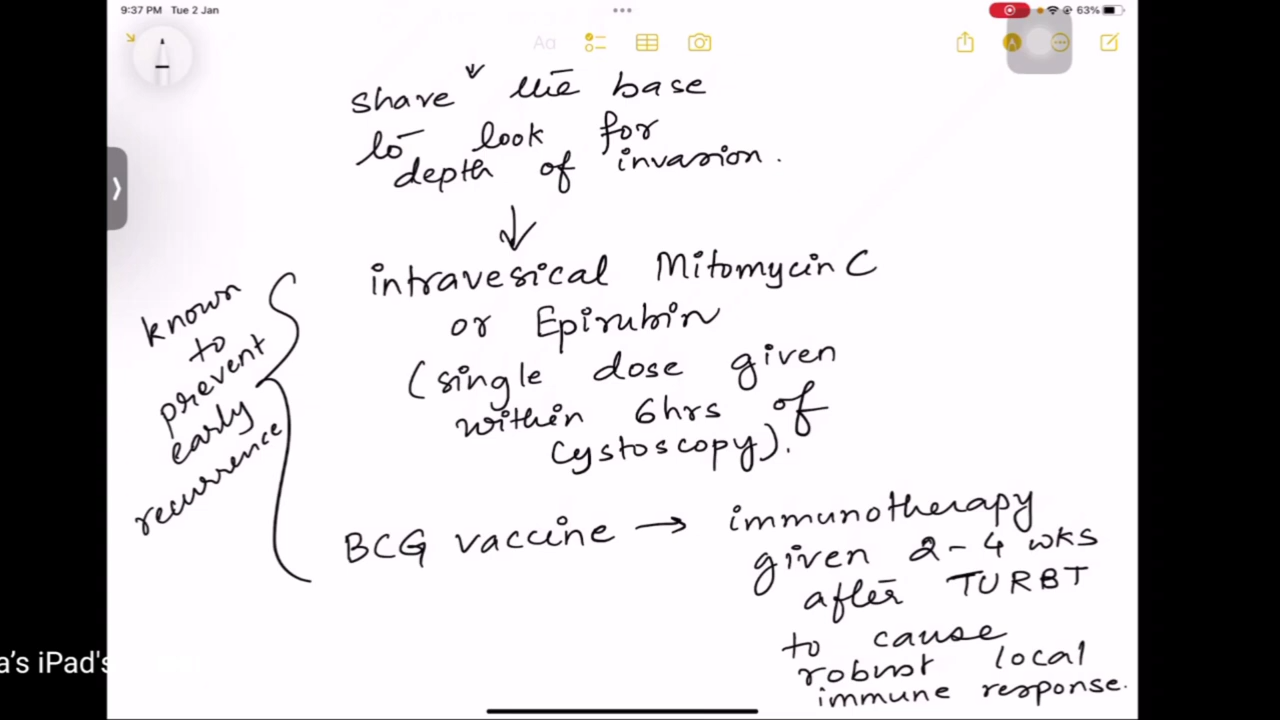 9:37 PM Tue 2 Jan
63%
Aa
share the base
to look for
depth of invasion.
intravesical Mitomycin C
or Epirubin
(single dose given
within 6hrs of
cystoscopy).
known
to
prevent
early
recurrence
BCG vaccine → immunotherapy
given 2-4 wks
after TURBT
to cause
robust local
immune response.
a's iPad's